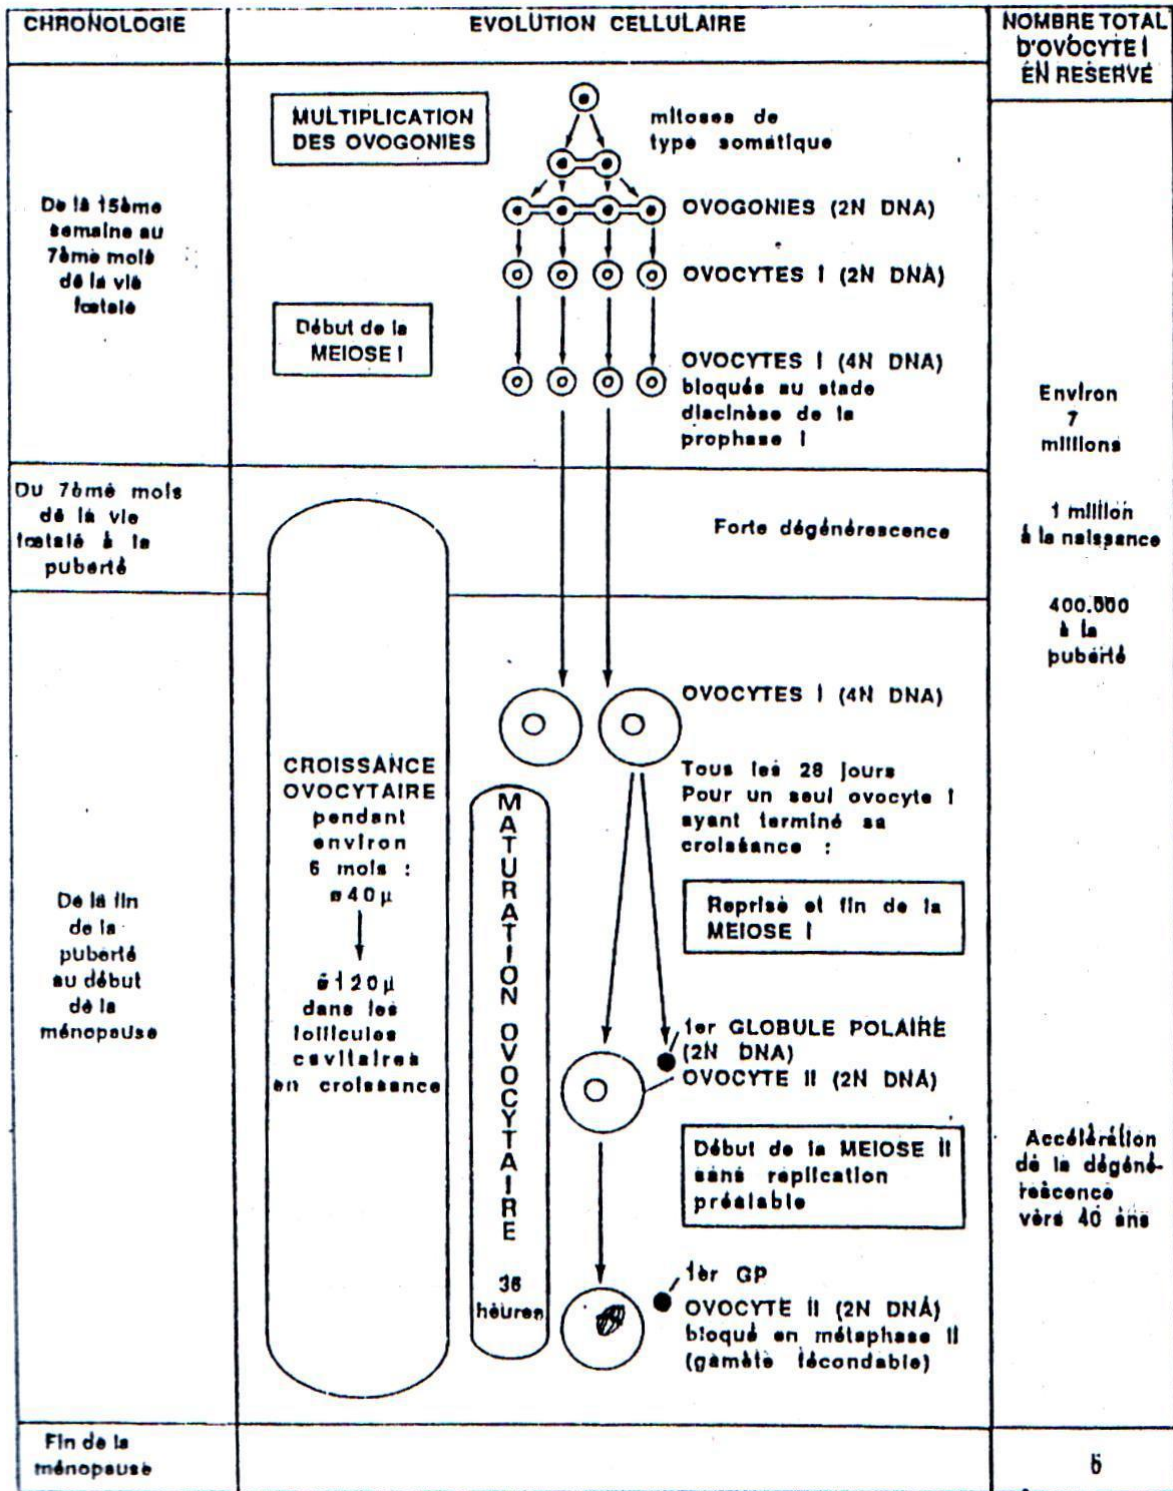 CHRONOLOGIE
EVOLUTION CELLULAIRE
NOMBRE TOTAL
D'OVOCYTE I
EN RESERVE
De la 15ème
semaine au
7ème mois
de la vie
fœtale
MULTIPLICATION
DES OVOGONIES
mitoses de
type somatique
OVOGONIES (2N DNA)
OVOCYTES I (2N DNA)
Début de la
MEIOSE I
OVOCYTES I (4N DNA)
bloqués au stade
diacinèse de la
prophase I
Environ
7
millions
Du 7ème mois
de la vie
fœtale à la
puberté
Forte dégénérescence
1 million
à la naissance
400.000
à la
puberté
De la fin
de la
puberté
au début
de la
ménopause
CROISSANCE
OVOCYTAIRE
pendant
environ
6 mois :
ø40µ
ø120µ
dans les
follicules
cavitaires
en croissance
MATURATION OVOCYTAIRE
36
heures
OVOCYTES I (4N DNA)
Tous les 28 jours
Pour un seul ovocyte I
ayant terminé sa
croissance :
Reprise et fin de la
MEIOSE I
1er GLOBULE POLAIRE
(2N DNA)
OVOCYTE II (2N DNA)
Début de la MEIOSE II
sans replication
préalable
1er GP
OVOCYTE II (2N DNA)
bloqué en métaphase II
(gamète fécondable)
Accélération
de la dégéné-
rescence
vers 40 ans
Fin de la
ménopause